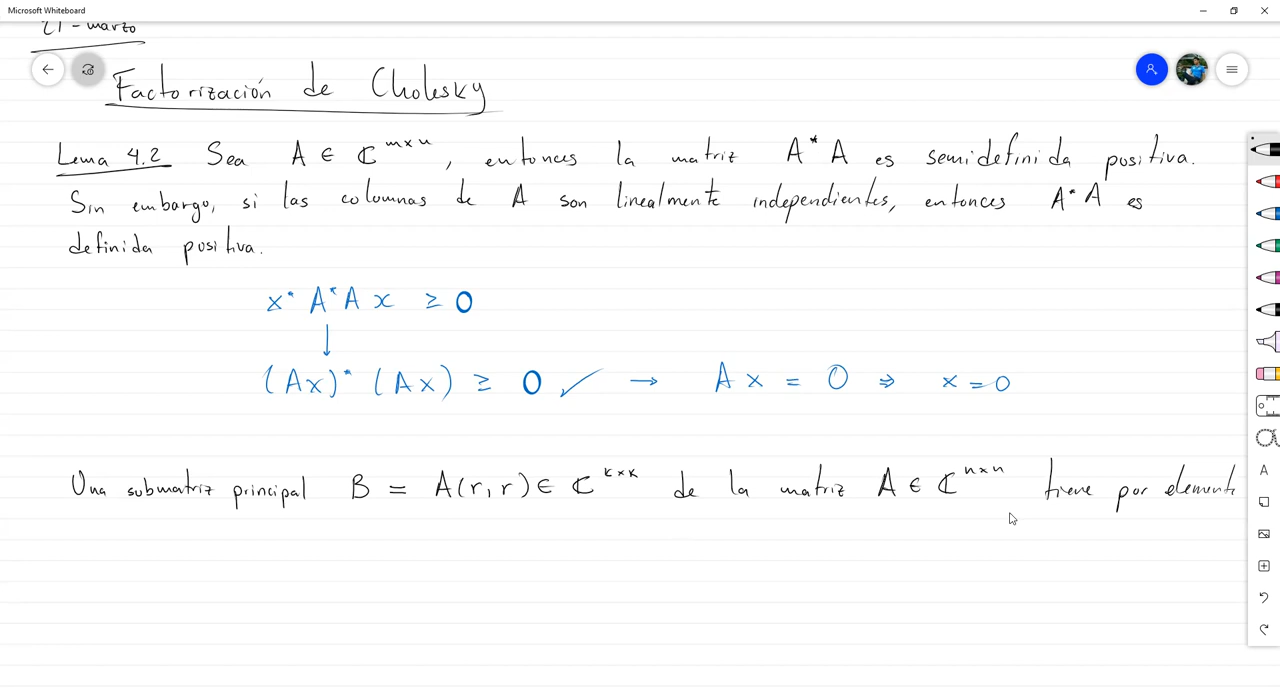 Microsoft Whiteboard
21 - marzo
Factorización de Cholesky
Lema 4.2 Sea A ∈ ℂ^{m×n}, entonces la matriz A* A es semidefinida positiva.
Sin embargo, si las columnas de A son linealmente independientes, entonces A* A es
definida positiva.
x* A* A x ≥ 0
↓
(Ax)* (Ax) ≥ 0 ✓ → Ax = 0 ⇒ x = 0
Una submatriz principal B = A(r,r) ∈ ℂ^{k×k} de la matriz A ∈ ℂ^{n×n} tiene por element
A